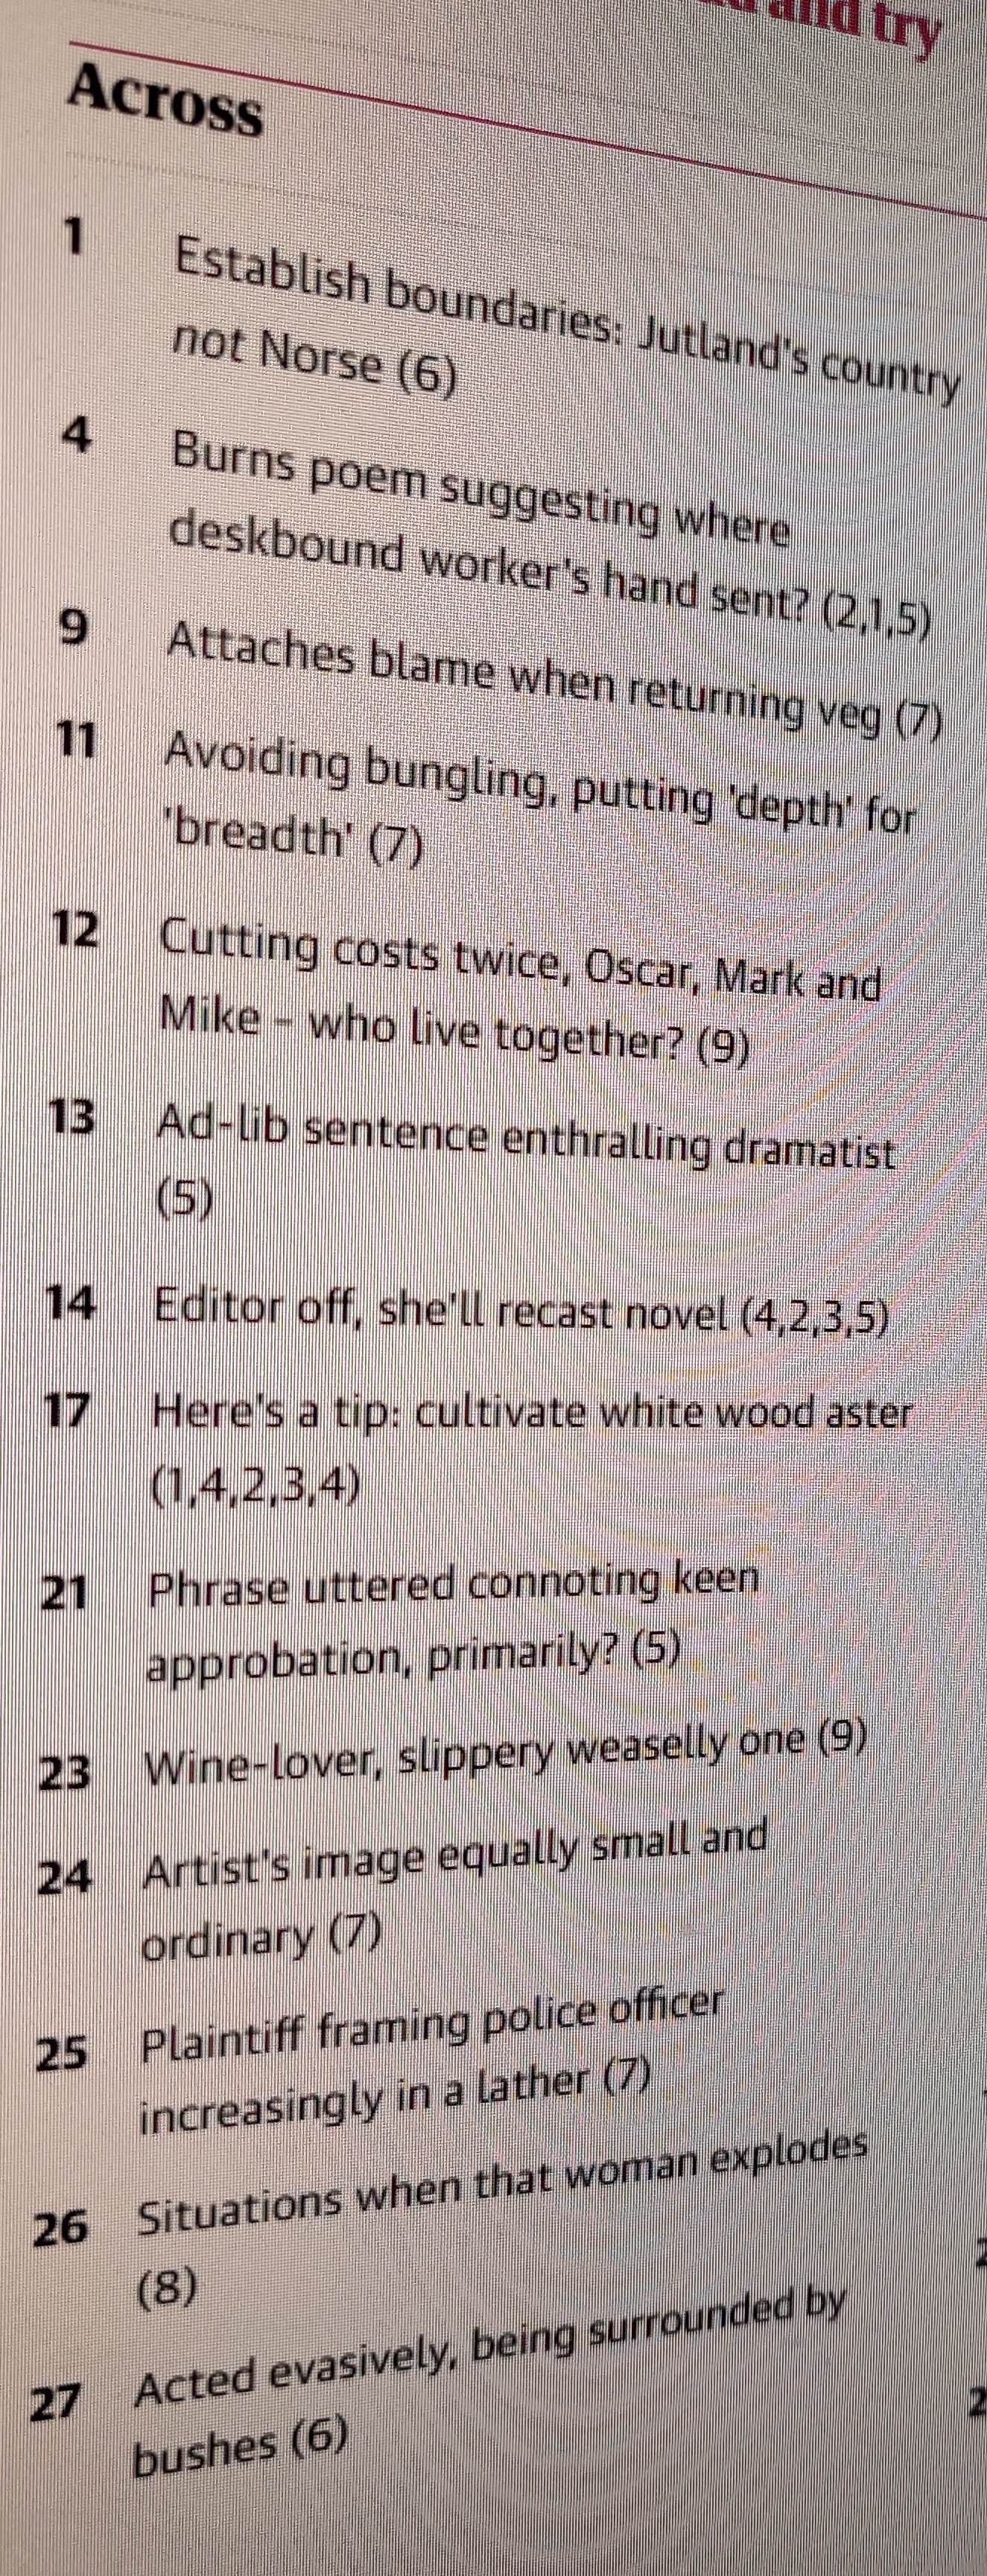 and try
Across
1 Establish boundaries: Jutland's country
not Norse (6)
4 Burns poem suggesting where
deskbound worker's hand sent? (2,1,5)
9 Attaches blame when returning veg (7)
11 Avoiding bungling, putting 'depth' for
'breadth' (7)
12 Cutting costs twice, Oscar, Mark and
Mike – who live together? (9)
13 Ad-lib sentence enthralling dramatist
(5)
14 Editor off, she'll recast novel (4,2,3,5)
17 Here's a tip: cultivate white wood aster
(1,4,2,3,4)
21 Phrase uttered connoting keen
approbation, primarily? (5)
23 Wine-lover, slippery weaselly one (9)
24 Artist's image equally small and
ordinary (7)
25 Plaintiff framing police officer
increasingly in a lather (7)
26 Situations when that woman explodes
(8)
2
27 Acted evasively, being surrounded by
bushes (6)
2